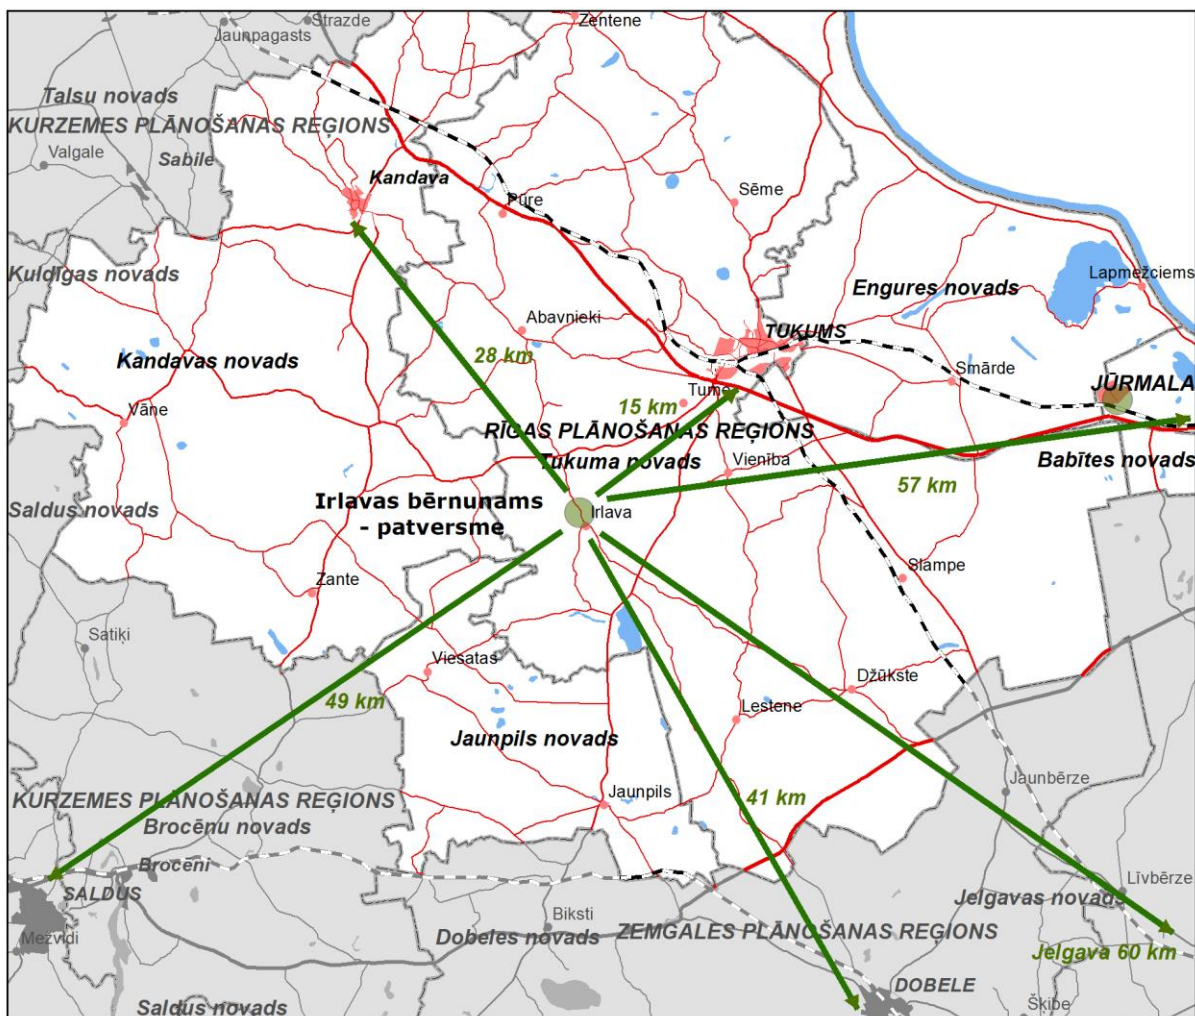 Strazde
Zentene
Jaunpagasts
Talsu novads
KURZEMES PLĀNOŠANAS REĢIONS
Valgale
Sabile
Kandava
Sēme
Pūre
Kuldīgas novads
Lapmežciems
Engures novads
Abavnieki
TUKUMS
28 km
Kandavas novads
Smārde
JŪRMALA
Tume
15 km
Vāne
RĪGAS PLĀNOŠANAS REĢIONS
Tukuma novads
Vienība
Babītes novads
57 km
Irlavas bērnunams
- patversme
Irlava
Saldus novads
Slampe
Zante
Satiķi
Viesatas
Džūkste
49 km
Lestene
Jaunpils novads
Jaunbērze
Jaunpils
41 km
KURZEMES PLĀNOŠANAS REĢIONS
Brocēnu novads
Brocēni
Līvbērze
SALDUS
Jelgavas novads
Biksti
Mežvidi
Dobeles novads
ZEMGALES PLĀNOŠANAS REĢIONS
Jelgava 60 km
DOBELE
Saldus novads
Šķibe